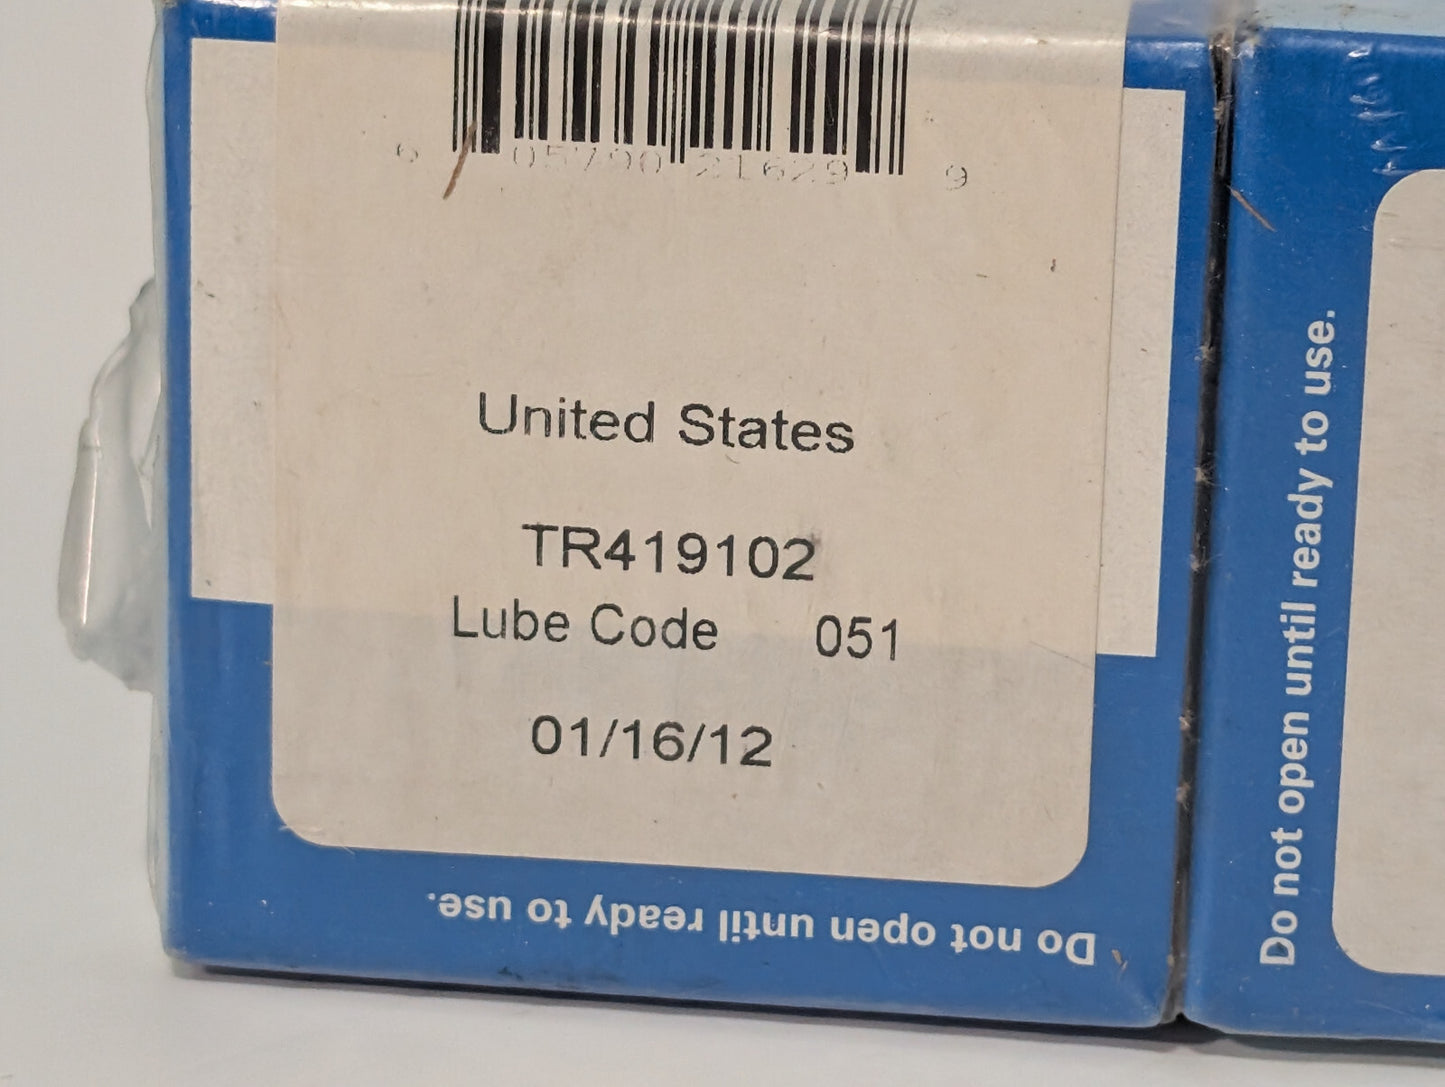 6 05790 21629 9
United States
TR419102
Lube Code 051
01/16/12
Do not open until ready to use.
Do not open until ready to use.